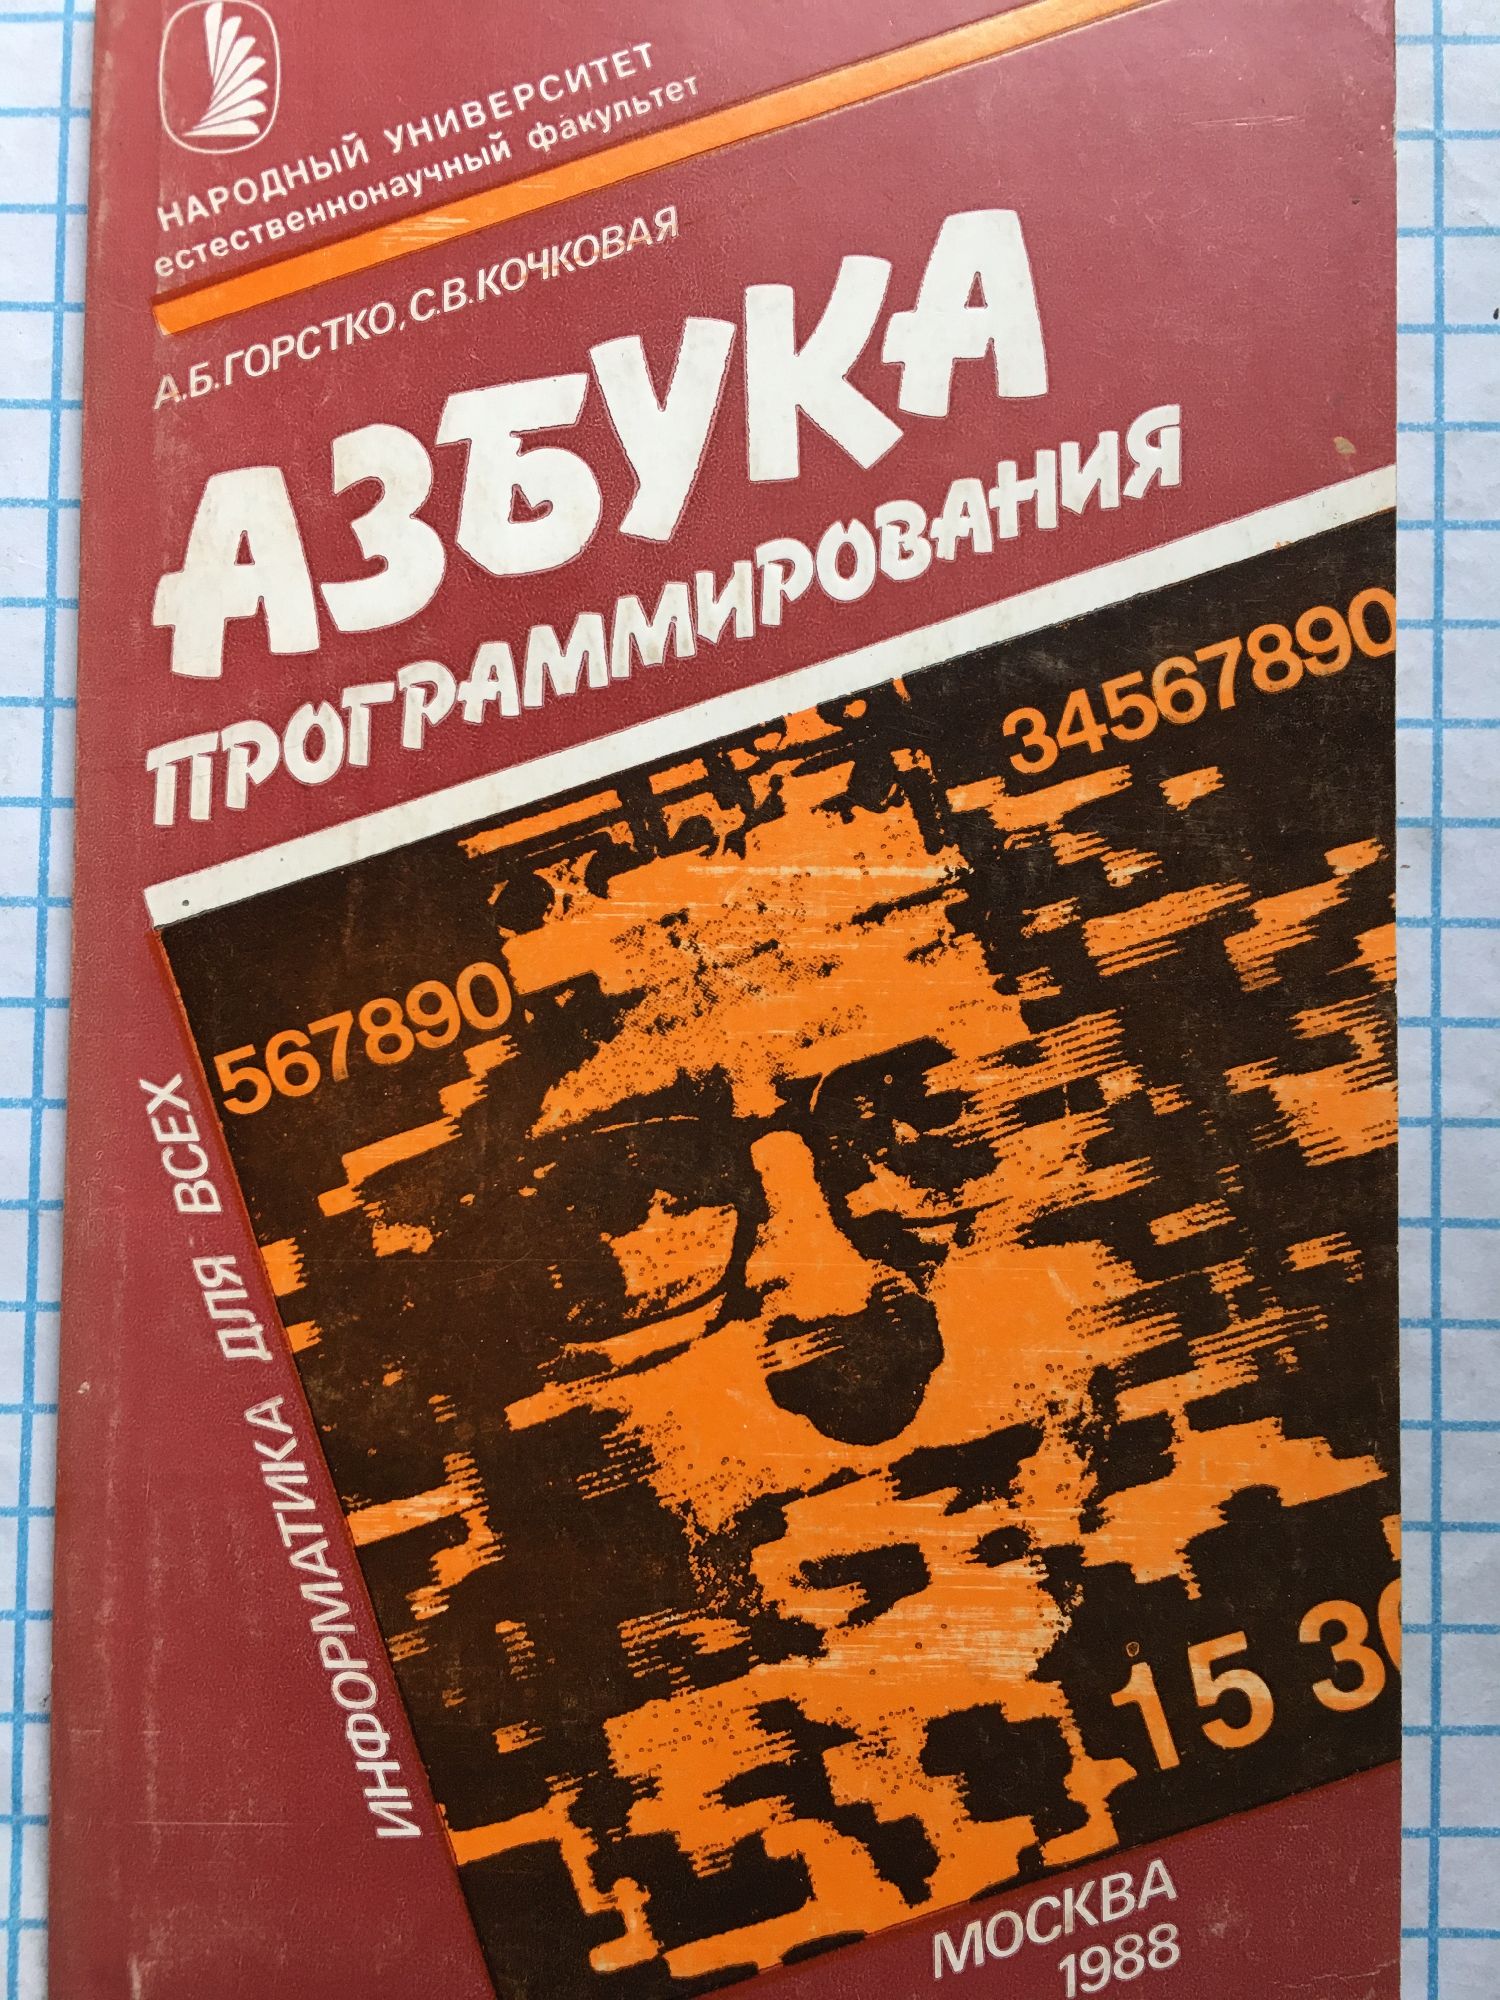 НАРОДНЫЙ УНИВЕРСИТЕТ
естественнонаучный факультет
А.Б.ГОРСТКО, С.В.КОЧКОВАЯ
АЗБУКА
ПРОГРАММИРОВАНИЯ
34567890
567890
ИНФОРМАТИКА ДЛЯ ВСЕХ
15 30
МОСКВА
1988